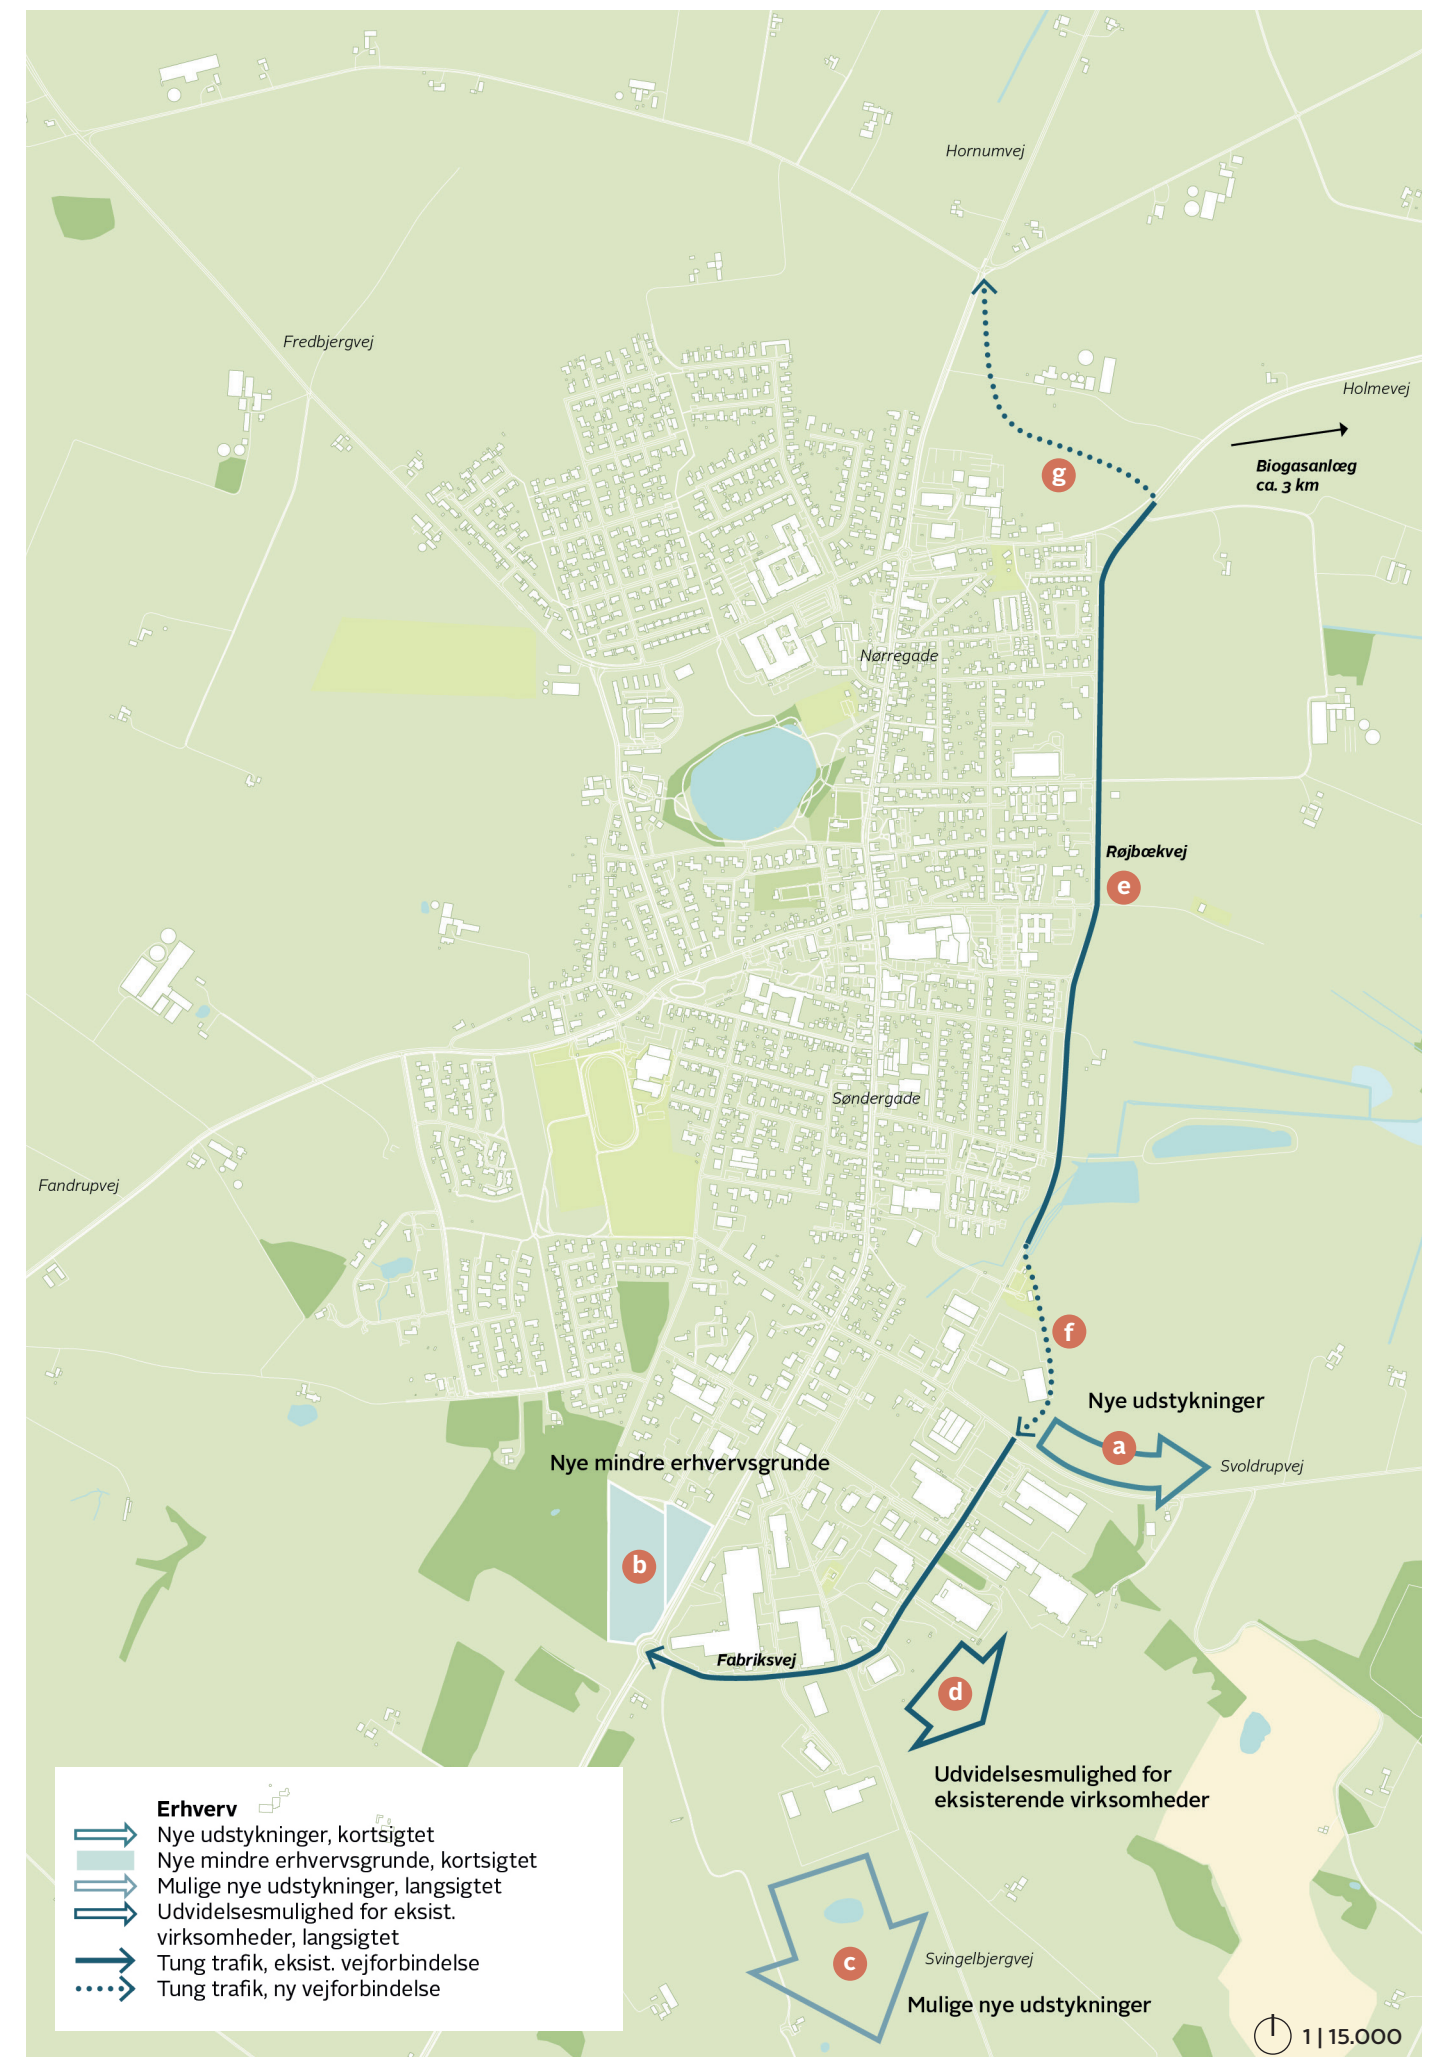 Hornumvej
Fredbjergvej
Holmevej
g
Biogasanlæg
ca. 3 km
Nørregade
Røjbækvej
e
Søndergade
Fandrupvej
f
Nye udstykninger
a
Svoldrupvej
Nye mindre erhvervsgrunde
b
Fabriksvej
d
Udvidelsesmulighed for
eksisterende virksomheder
c
Svingelbjergvej
Mulige nye udstykninger
Erhverv
Nye udstykninger, kortsigtet
Nye mindre erhvervsgrunde, kortsigtet
Mulige nye udstykninger, langsigtet
Udvidelsesmulighed for eksist.
virksomheder, langsigtet
Tung trafik, eksist. vejforbindelse
Tung trafik, ny vejforbindelse
1 | 15.000